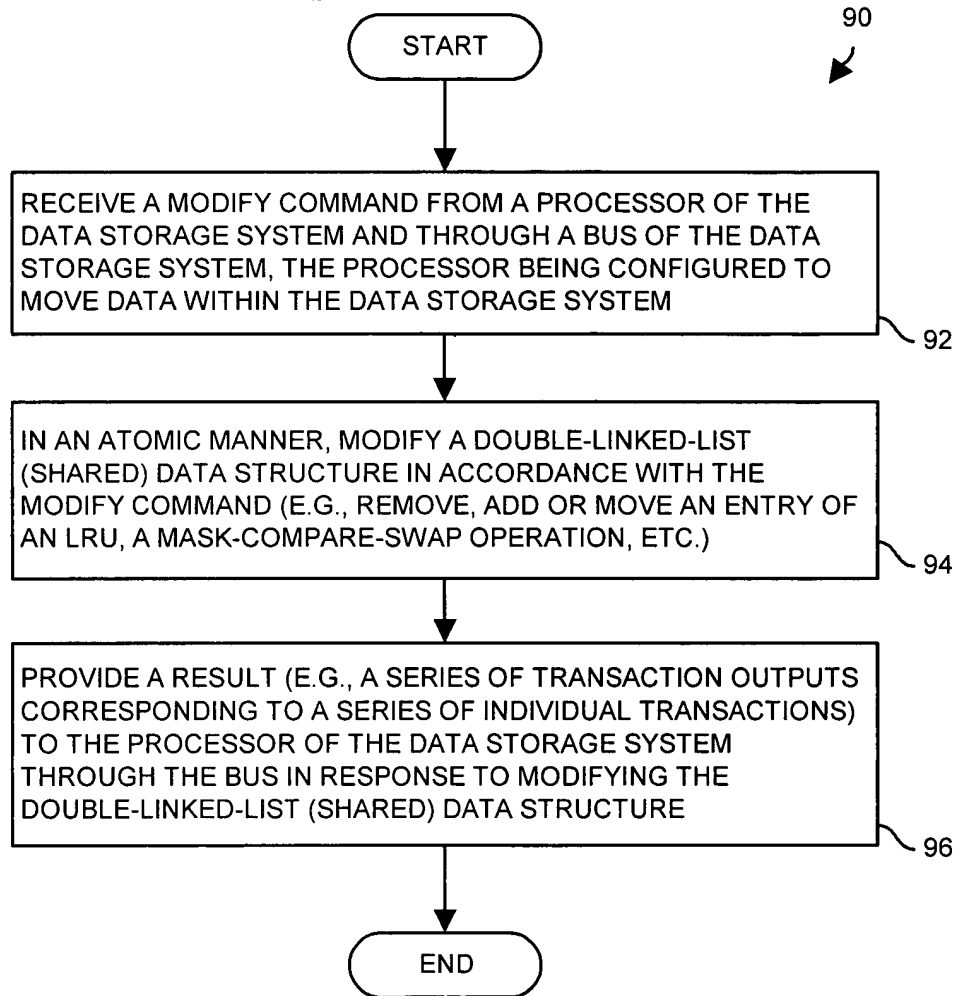 90
START
RECEIVE A MODIFY COMMAND FROM A PROCESSOR OF THE
DATA STORAGE SYSTEM AND THROUGH A BUS OF THE DATA
STORAGE SYSTEM, THE PROCESSOR BEING CONFIGURED TO
MOVE DATA WITHIN THE DATA STORAGE SYSTEM
92
IN AN ATOMIC MANNER, MODIFY A DOUBLE-LINKED-LIST
(SHARED) DATA STRUCTURE IN ACCORDANCE WITH THE
MODIFY COMMAND (E.G., REMOVE, ADD OR MOVE AN ENTRY OF
AN LRU, A MASK-COMPARE-SWAP OPERATION, ETC.)
94
PROVIDE A RESULT (E.G., A SERIES OF TRANSACTION OUTPUTS
CORRESPONDING TO A SERIES OF INDIVIDUAL TRANSACTIONS)
TO THE PROCESSOR OF THE DATA STORAGE SYSTEM
THROUGH THE BUS IN RESPONSE TO MODIFYING THE
DOUBLE-LINKED-LIST (SHARED) DATA STRUCTURE
96
END